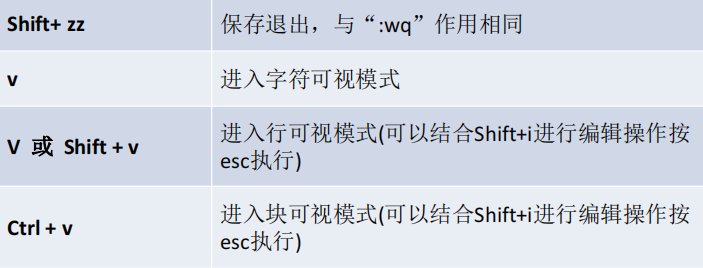 Shift+ zz
保存退出，与“:wq”作用相同
v
进入字符可视模式
V 或 Shift + v
进入行可视模式(可以结合Shift+i进行编辑操作按
esc执行)
Ctrl + v
进入块可视模式(可以结合Shift+i进行编辑操作按
esc执行)